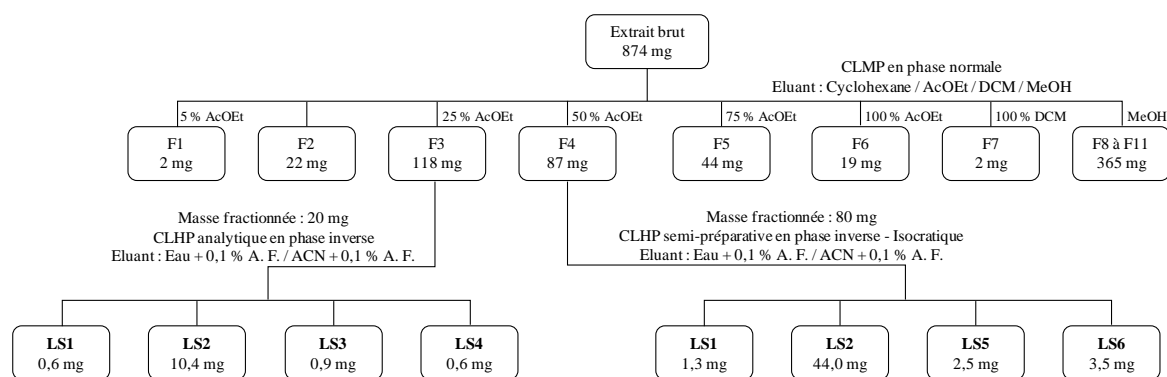 Extrait brut
874 mg
CLMP en phase normale
Eluant : Cyclohexane / AcOEt / DCM / MeOH
5 % AcOEt
25 % AcOEt
50 % AcOEt
75 % AcOEt
100 % AcOEt
100 % DCM
MeOH
F1
2 mg
F2
22 mg
F3
118 mg
F4
87 mg
F5
44 mg
F6
19 mg
F7
2 mg
F8 à F11
365 mg
Masse fractionnée : 20 mg
CLHP analytique en phase inverse
Eluant : Eau + 0,1 % A. F. / ACN + 0,1 % A. F.
Masse fractionnée : 80 mg
CLHP semi-préparative en phase inverse - Isocratique
Eluant : Eau + 0,1 % A. F. / ACN + 0,1 % A. F.
LS1
0,6 mg
LS2
10,4 mg
LS3
0,9 mg
LS4
0,6 mg
LS1
1,3 mg
LS2
44,0 mg
LS5
2,5 mg
LS6
3,5 mg